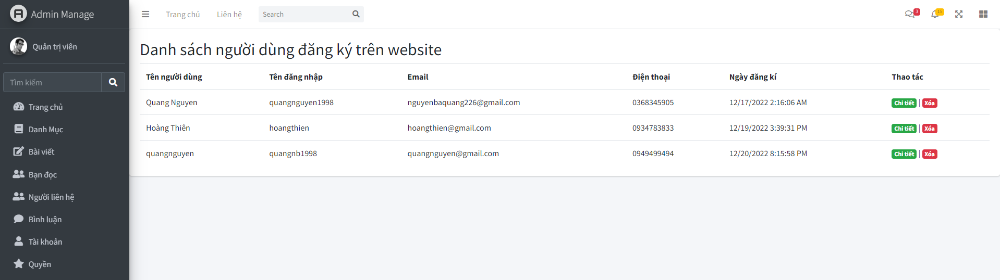 Admin Manage
Quản trị viên
Tìm kiếm
Trang chủ
Danh Mục
Bài viết
Bạn đọc
Người liên hệ
Bình luận
Tài khoản
Quyền
Trang chủ Liên hệ Search 3 15
Danh sách người dùng đăng ký trên website
Tên người dùng Tên đăng nhập Email Điện thoại Ngày đăng kí Thao tác
Quang Nguyen quangnguyen1998 nguyenbaquang226@gmail.com 0368345905 12/17/2022 2:16:06 AM Chi tiết | Xóa
Hoàng Thiên hoangthien hoangthien@gmail.com 0934783833 12/19/2022 3:39:31 PM Chi tiết | Xóa
quangnguyen quangnb1998 quangnguyen@gmail.com 0949499494 12/20/2022 8:15:58 PM Chi tiết | Xóa